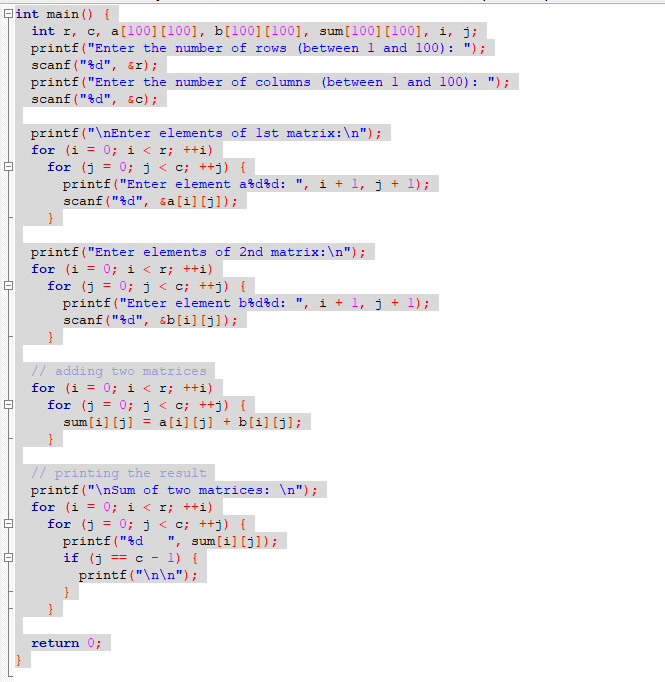 int main() {
  int r, c, a[100][100], b[100][100], sum[100][100], i, j;
  printf("Enter the number of rows (between 1 and 100): ");
  scanf("%d", &r);
  printf("Enter the number of columns (between 1 and 100): ");
  scanf("%d", &c);

  printf("\nEnter elements of 1st matrix:\n");
  for (i = 0; i < r; ++i)
    for (j = 0; j < c; ++j) {
      printf("Enter element a%d%d: ", i + 1, j + 1);
      scanf("%d", &a[i][j]);
    }

  printf("Enter elements of 2nd matrix:\n");
  for (i = 0; i < r; ++i)
    for (j = 0; j < c; ++j) {
      printf("Enter element b%d%d: ", i + 1, j + 1);
      scanf("%d", &b[i][j]);
    }

  // adding two matrices
  for (i = 0; i < r; ++i)
    for (j = 0; j < c; ++j) {
      sum[i][j] = a[i][j] + b[i][j];
    }

  // printing the result
  printf("\nSum of two matrices: \n");
  for (i = 0; i < r; ++i)
    for (j = 0; j < c; ++j) {
      printf("%d   ", sum[i][j]);
      if (j == c - 1) {
        printf("\n\n");
      }
    }

  return 0;
}